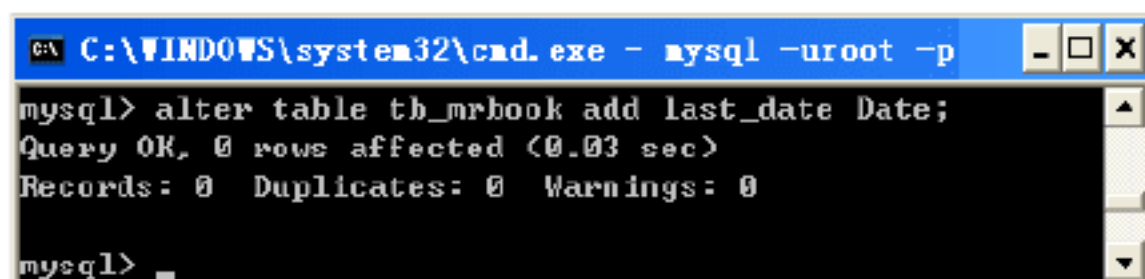 C:\WINDOWS\system32\cmd.exe - mysql -uroot -p
mysql> alter table tb_mrbook add last_date Date;
Query OK, 0 rows affected (0.03 sec)
Records: 0  Duplicates: 0  Warnings: 0
mysql> _